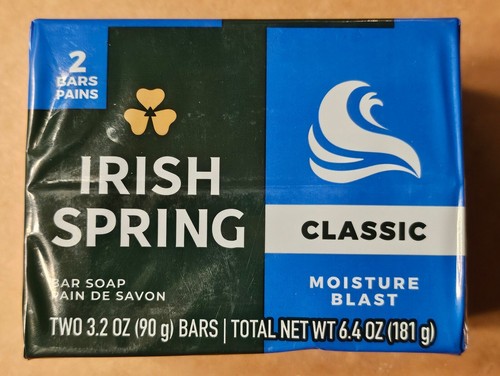 2
BARS
PAINS
IRISH
SPRING
BAR SOAP
PAIN DE SAVON
CLASSIC
MOISTURE
BLAST
TWO 3.2 OZ (90 g) BARS | TOTAL NET WT 6.4 OZ (181 g)